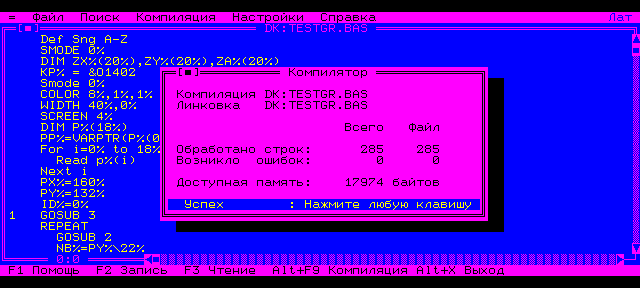 ≡ Файл Поиск Компиляция Настройки Справка Лат
[■] DK:TESTGR.BAS
Def Sng A-Z
SMODE 0%
DIM ZX%(20%),ZY%(20%),ZA%(20%)
KP% = &O1402
Smode 0%
COLOR 8%,1%,1%
WIDTH 40%,0%
SCREEN 4%
DIM P%(18%)
PP%=VARPTR(P%(0
For i=0% to 18%
Read p%(i)
Next i
PX%=160%
PY%=132%
ID%=0%
1 GOSUB 3
REPEAT
GOSUB 2
NB%=PY%\22%
0:0
[■] Компилятор
Компиляция DK:TESTGR.BAS
Линковка DK:TESTGR.BAS
Всего Файл
Обработано строк: 285 285
Возникло ошибок: 0 0
Доступная память: 17974 байтов
Успех : Нажмите любую клавишу
F1 Помощь F2 Запись F3 Чтение Alt+F9 Компиляция Alt+X Выход